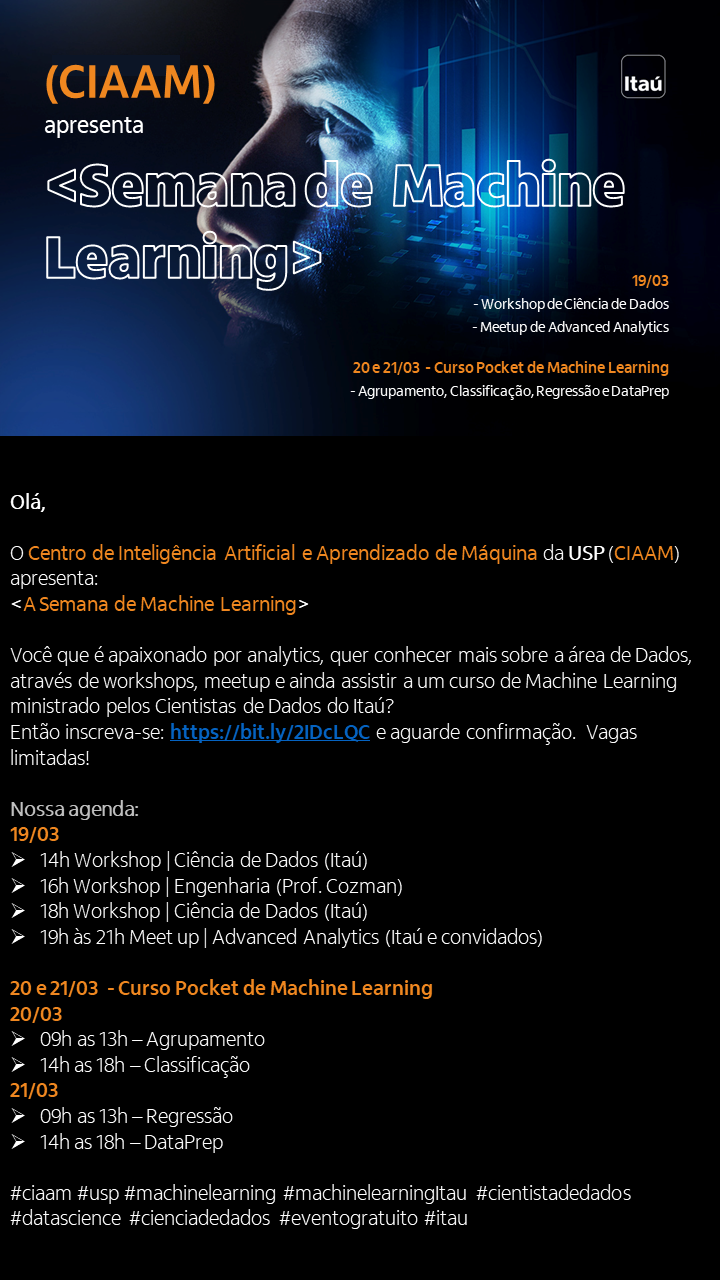 (CIAAM)
apresenta
Itaú
<Semana de Machine
Learning>
19/03
- Workshop de Ciência de Dados
- Meetup de Advanced Analytics
20 e 21/03 - Curso Pocket de Machine Learning
- Agrupamento, Classificação, Regressão e DataPrep
Olá,
O Centro de Inteligência Artificial e Aprendizado de Máquina da USP (CIAAM)
apresenta:
<A Semana de Machine Learning>
Você que é apaixonado por analytics, quer conhecer mais sobre a área de Dados,
através de workshops, meetup e ainda assistir a um curso de Machine Learning
ministrado pelos Cientistas de Dados do Itaú?
Então inscreva-se: https://bit.ly/2IDcLQC e aguarde confirmação. Vagas
limitadas!
Nossa agenda:
19/03
➢ 14h Workshop | Ciência de Dados (Itaú)
➢ 16h Workshop | Engenharia (Prof. Cozman)
➢ 18h Workshop | Ciência de Dados (Itaú)
➢ 19h às 21h Meet up | Advanced Analytics (Itaú e convidados)
20 e 21/03 - Curso Pocket de Machine Learning
20/03
➢ 09h as 13h – Agrupamento
➢ 14h as 18h – Classificação
21/03
➢ 09h as 13h – Regressão
➢ 14h as 18h – DataPrep
#ciaam #usp #machinelearning #machinelearningItau #cientistadedados
#datascience #cienciadedados #eventogratuito #itau